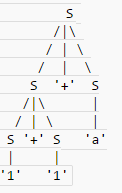 S
/|\
/ | \
/ | \
S '+' S
/|\ |
/ | \ 'a'
S '+' S
| |
'1' '1'